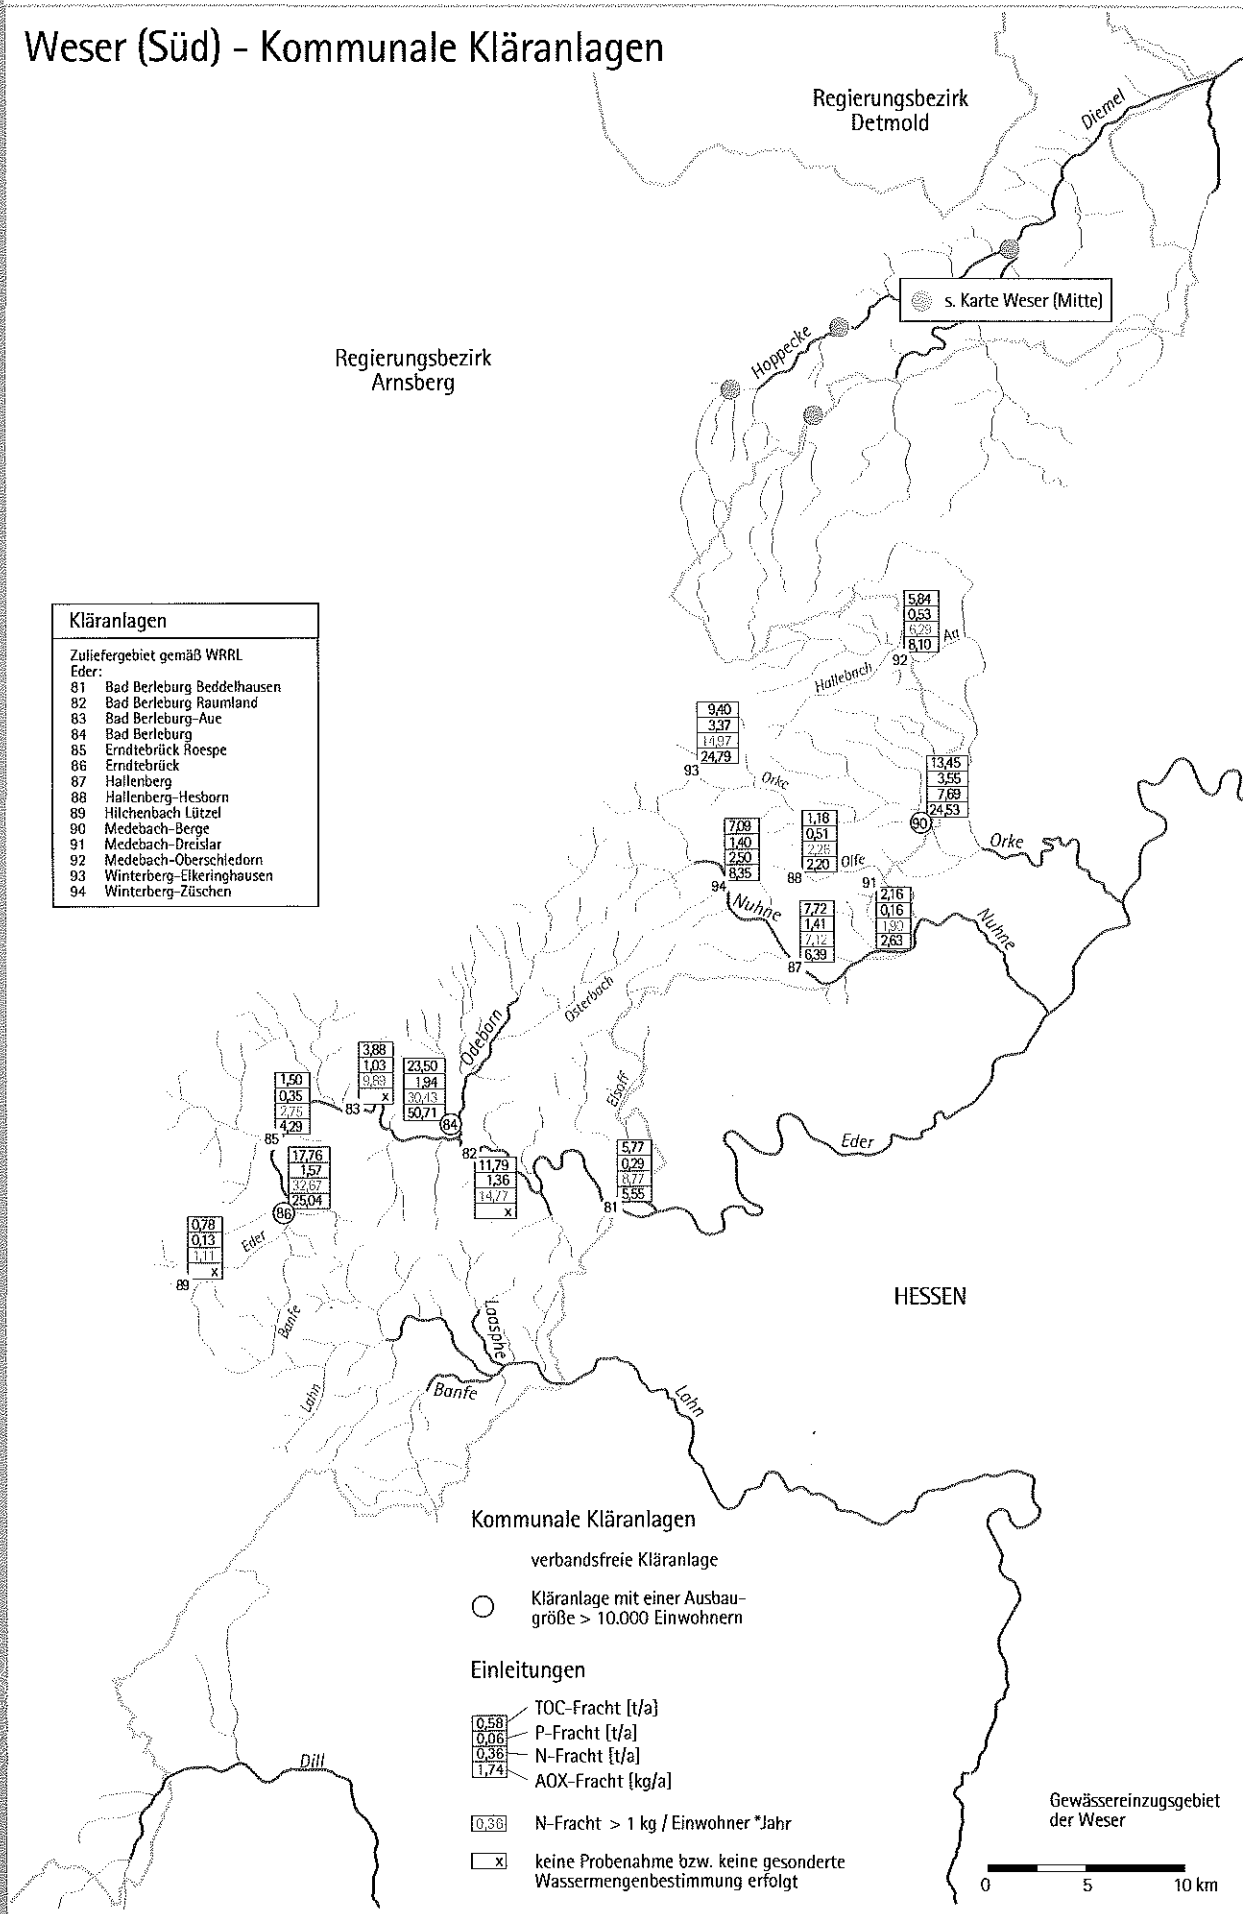 Weser (Süd) - Kommunale Kläranlagen
Regierungsbezirk
Detmold
Diemel
s. Karte Weser (Mitte)
Hoppecke
Regierungsbezirk
Arnsberg
Kläranlagen
Zuliefergebiet gemäß WRRL
Eder:
81 Bad Berleburg Beddelhausen
82 Bad Berleburg Raumland
83 Bad Berleburg-Aue
84 Bad Berleburg
85 Erndtebrück Roespe
86 Erndtebrück
87 Hallenberg
88 Hallenberg-Hesborn
89 Hilchenbach Lützel
90 Medebach-Berge
91 Medebach-Dreislar
92 Medebach-Oberschledorn
93 Winterberg-Elkeringhausen
94 Winterberg-Züschen
5,84
0,53
6,29
8,10
92
Au
Hallebach
9,40
3,37
14,97
24,79
93
Orke
13,45
3,55
7,69
24,53
90
Orke
7,09
1,40
2,50
8,35
94
1,18
0,51
2,26
2,20
88
Olfe
91
2,16
0,16
1,90
2,63
Nuhne
7,72
1,41
7,12
6,39
87
Nuhne
Osterbach
Odeborn
Elsoff
3,88
1,03
9,69
x
83
23,50
1,94
30,43
50,71
84
1,50
0,35
2,75
4,29
85
17,76
1,57
32,67
25,04
86
82
11,79
1,36
14,77
x
5,77
0,29
8,77
5,55
81
Eder
0,78
0,13
1,11
x
89
Eder
HESSEN
Banfe
Laasphe
Banfe
Lahn
Lahn
Kommunale Kläranlagen
verbandsfreie Kläranlage
Kläranlage mit einer Ausbau-
größe > 10.000 Einwohnern
Einleitungen
0,58 TOC-Fracht [t/a]
0,06 P-Fracht [t/a]
0,36 N-Fracht [t/a]
1,74 AOX-Fracht [kg/a]
0,36 N-Fracht > 1 kg / Einwohner *Jahr
x keine Probenahme bzw. keine gesonderte
Wassermengenbestimmung erfolgt
Dill
Gewässereinzugsgebiet
der Weser
0 5 10 km